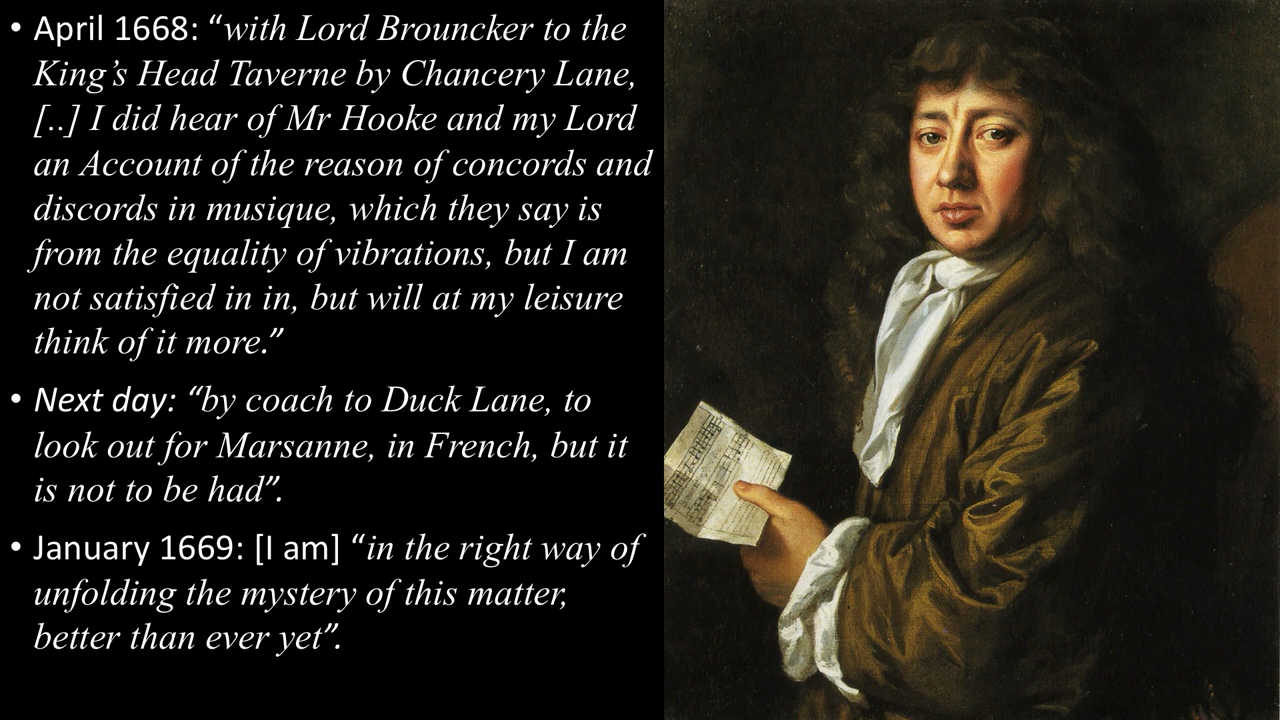 • April 1668: “with Lord Brouncker to the
King’s Head Taverne by Chancery Lane,
[..] I did hear of Mr Hooke and my Lord
an Account of the reason of concords and
discords in musique, which they say is
from the equality of vibrations, but I am
not satisfied in in, but will at my leisure
think of it more.”
• Next day: “by coach to Duck Lane, to
look out for Marsanne, in French, but it
is not to be had”.
• January 1669: [I am] “in the right way of
unfolding the mystery of this matter,
better than ever yet”.